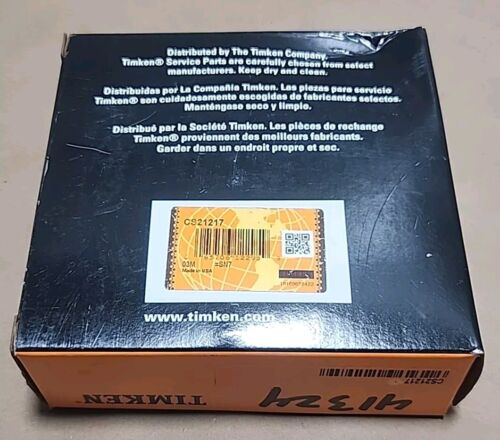 Distributed by The Timken Company.
Timken® Service Parts are carefully chosen from select
manufacturers. Keep dry and clean.
Distribuidas por La Compañia Timken. Las piezas para servicio
Timken® son cuidadosamente escogidas de fabricantes selectos.
Manténgase seco y limpio.
Distribué par la Société Timken. Les pièces de rechange
Timken® proviennent des meilleurs fabricants.
Garder dans un endroit propre et sec.
CS21217
03M =SN7
Made in USA
www.timken.com
CS21217
TIMKEN
41324